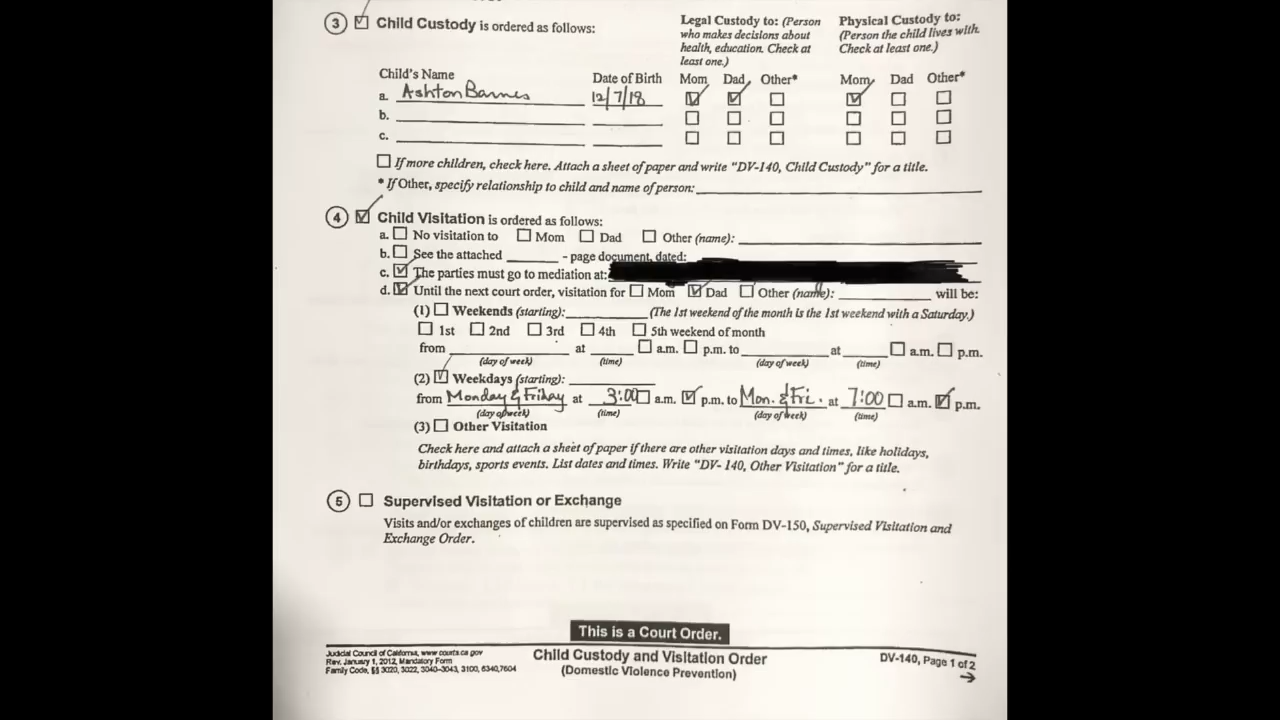 3 Child Custody is ordered as follows:
Legal Custody to: (Person who makes decisions about health, education. Check at least one.)
Physical Custody to: (Person the child lives with. Check at least one.)
Child's Name Date of Birth Mom Dad Other* Mom Dad Other*
a. Ashton Barnes 12/7/18
b.
c.
If more children, check here. Attach a sheet of paper and write "DV-140, Child Custody" for a title.
* If Other, specify relationship to child and name of person:
4 Child Visitation is ordered as follows:
a. No visitation to Mom Dad Other (name):
b. See the attached - page document, dated:
c. The parties must go to mediation at:
d. Until the next court order, visitation for Mom Dad Other (name): will be:
(1) Weekends (starting): (The 1st weekend of the month is the 1st weekend with a Saturday.)
1st 2nd 3rd 4th 5th weekend of month
from at a.m. p.m. to at a.m. p.m.
(day of week) (time) (day of week) (time)
(2) Weekdays (starting):
from Monday & Friday at 3:00 a.m. p.m. to Mon. & Fri. at 7:00 a.m. p.m.
(day of week) (time) (day of week) (time)
(3) Other Visitation
Check here and attach a sheet of paper if there are other visitation days and times, like holidays,
birthdays, sports events. List dates and times. Write "DV- 140, Other Visitation" for a title.
5 Supervised Visitation or Exchange
Visits and/or exchanges of children are supervised as specified on Form DV-150, Supervised Visitation and
Exchange Order.
This is a Court Order.
Judicial Council of California, www.courts.ca.gov
Rev. January 1, 2012, Mandatory Form
Family Code, §§ 3020, 3022, 3040–3043, 3100, 6340, 7604
Child Custody and Visitation Order
(Domestic Violence Prevention)
DV-140, Page 1 of 2